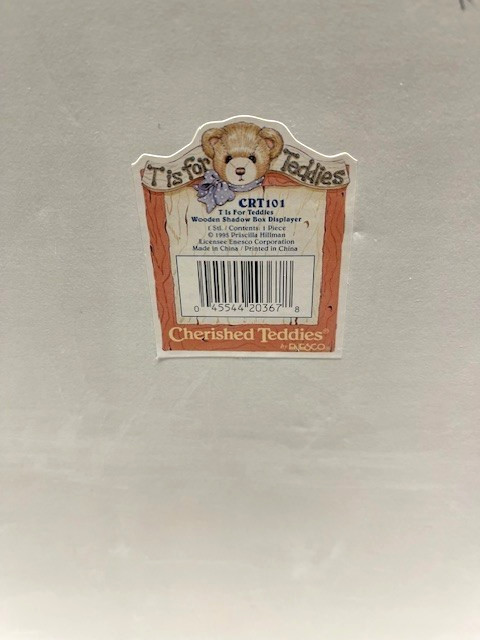 T is for Teddies
CRT101
T Is For Teddies
Wooden Shadow Box Displayer
1 Stl. / Contents: 1 Piece
© 1995 Priscilla Hillman
Licensee Enesco Corporation
Made in China / Printed in China
0 45544 20367 8
Cherished Teddies®
by ENESCO